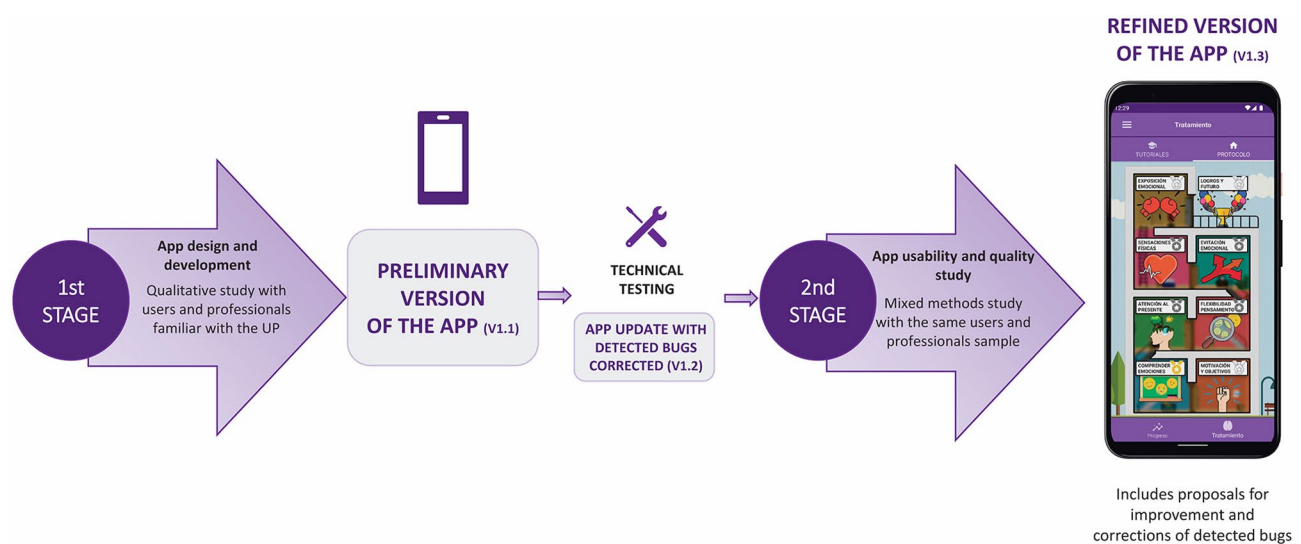 1st
STAGE
App design and
development
Qualitative study with
users and professionals
familiar with the UP
PRELIMINARY
VERSION
OF THE APP (V1.1)
TECHNICAL
TESTING
APP UPDATE WITH
DETECTED BUGS
CORRECTED (V1.2)
2nd
STAGE
App usability and quality
study
Mixed methods study
with the same users and
professionals sample
REFINED VERSION
OF THE APP (V1.3)
12:29
Tratamiento
TUTORIALES
PROTOCOLO
EXPOSICIÓN
EMOCIONAL
LOGROS Y
FUTURO
SENSACIONES
FÍSICAS
EVITACIÓN
EMOCIONAL
ATENCIÓN AL
PRESENTE
FLEXIBILIDAD
PENSAMIENTO
COMPRENDER
EMOCIONES
MOTIVACIÓN
Y OBJETIVOS
Progreso
Tratamiento
Includes proposals for
improvement and
corrections of detected bugs